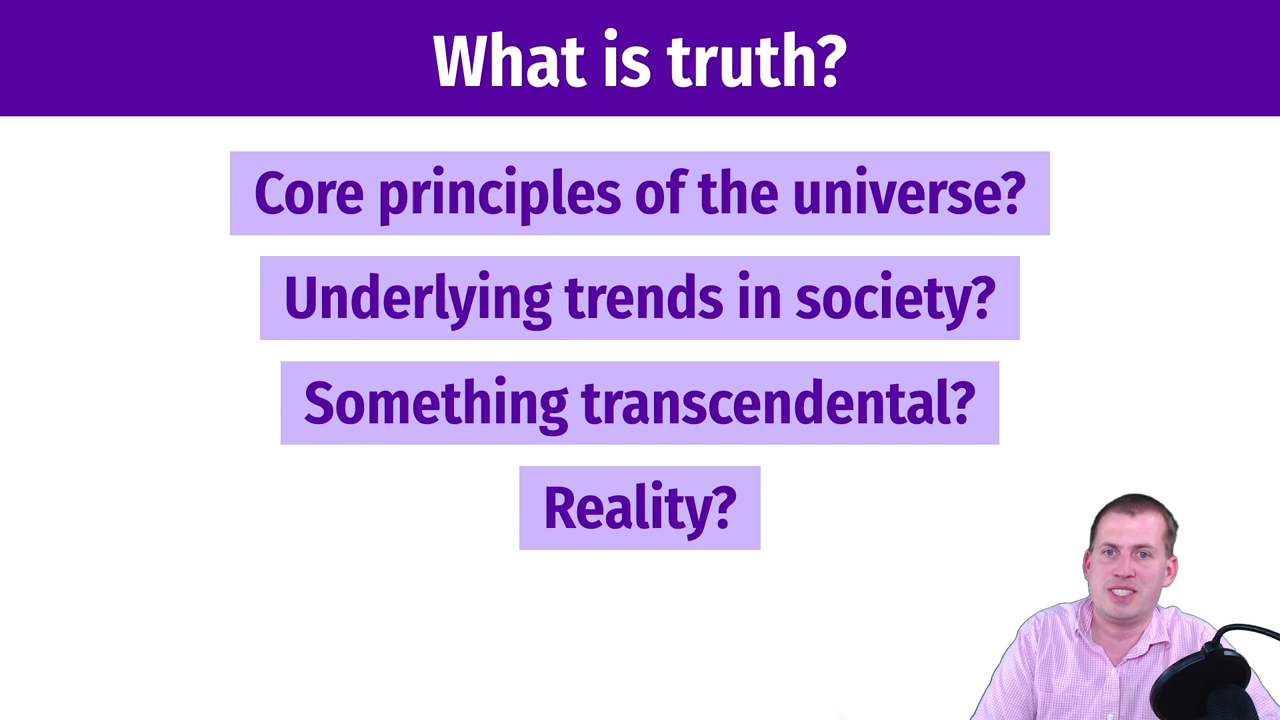 What is truth?
Core principles of the universe?
Underlying trends in society?
Something transcendental?
Reality?